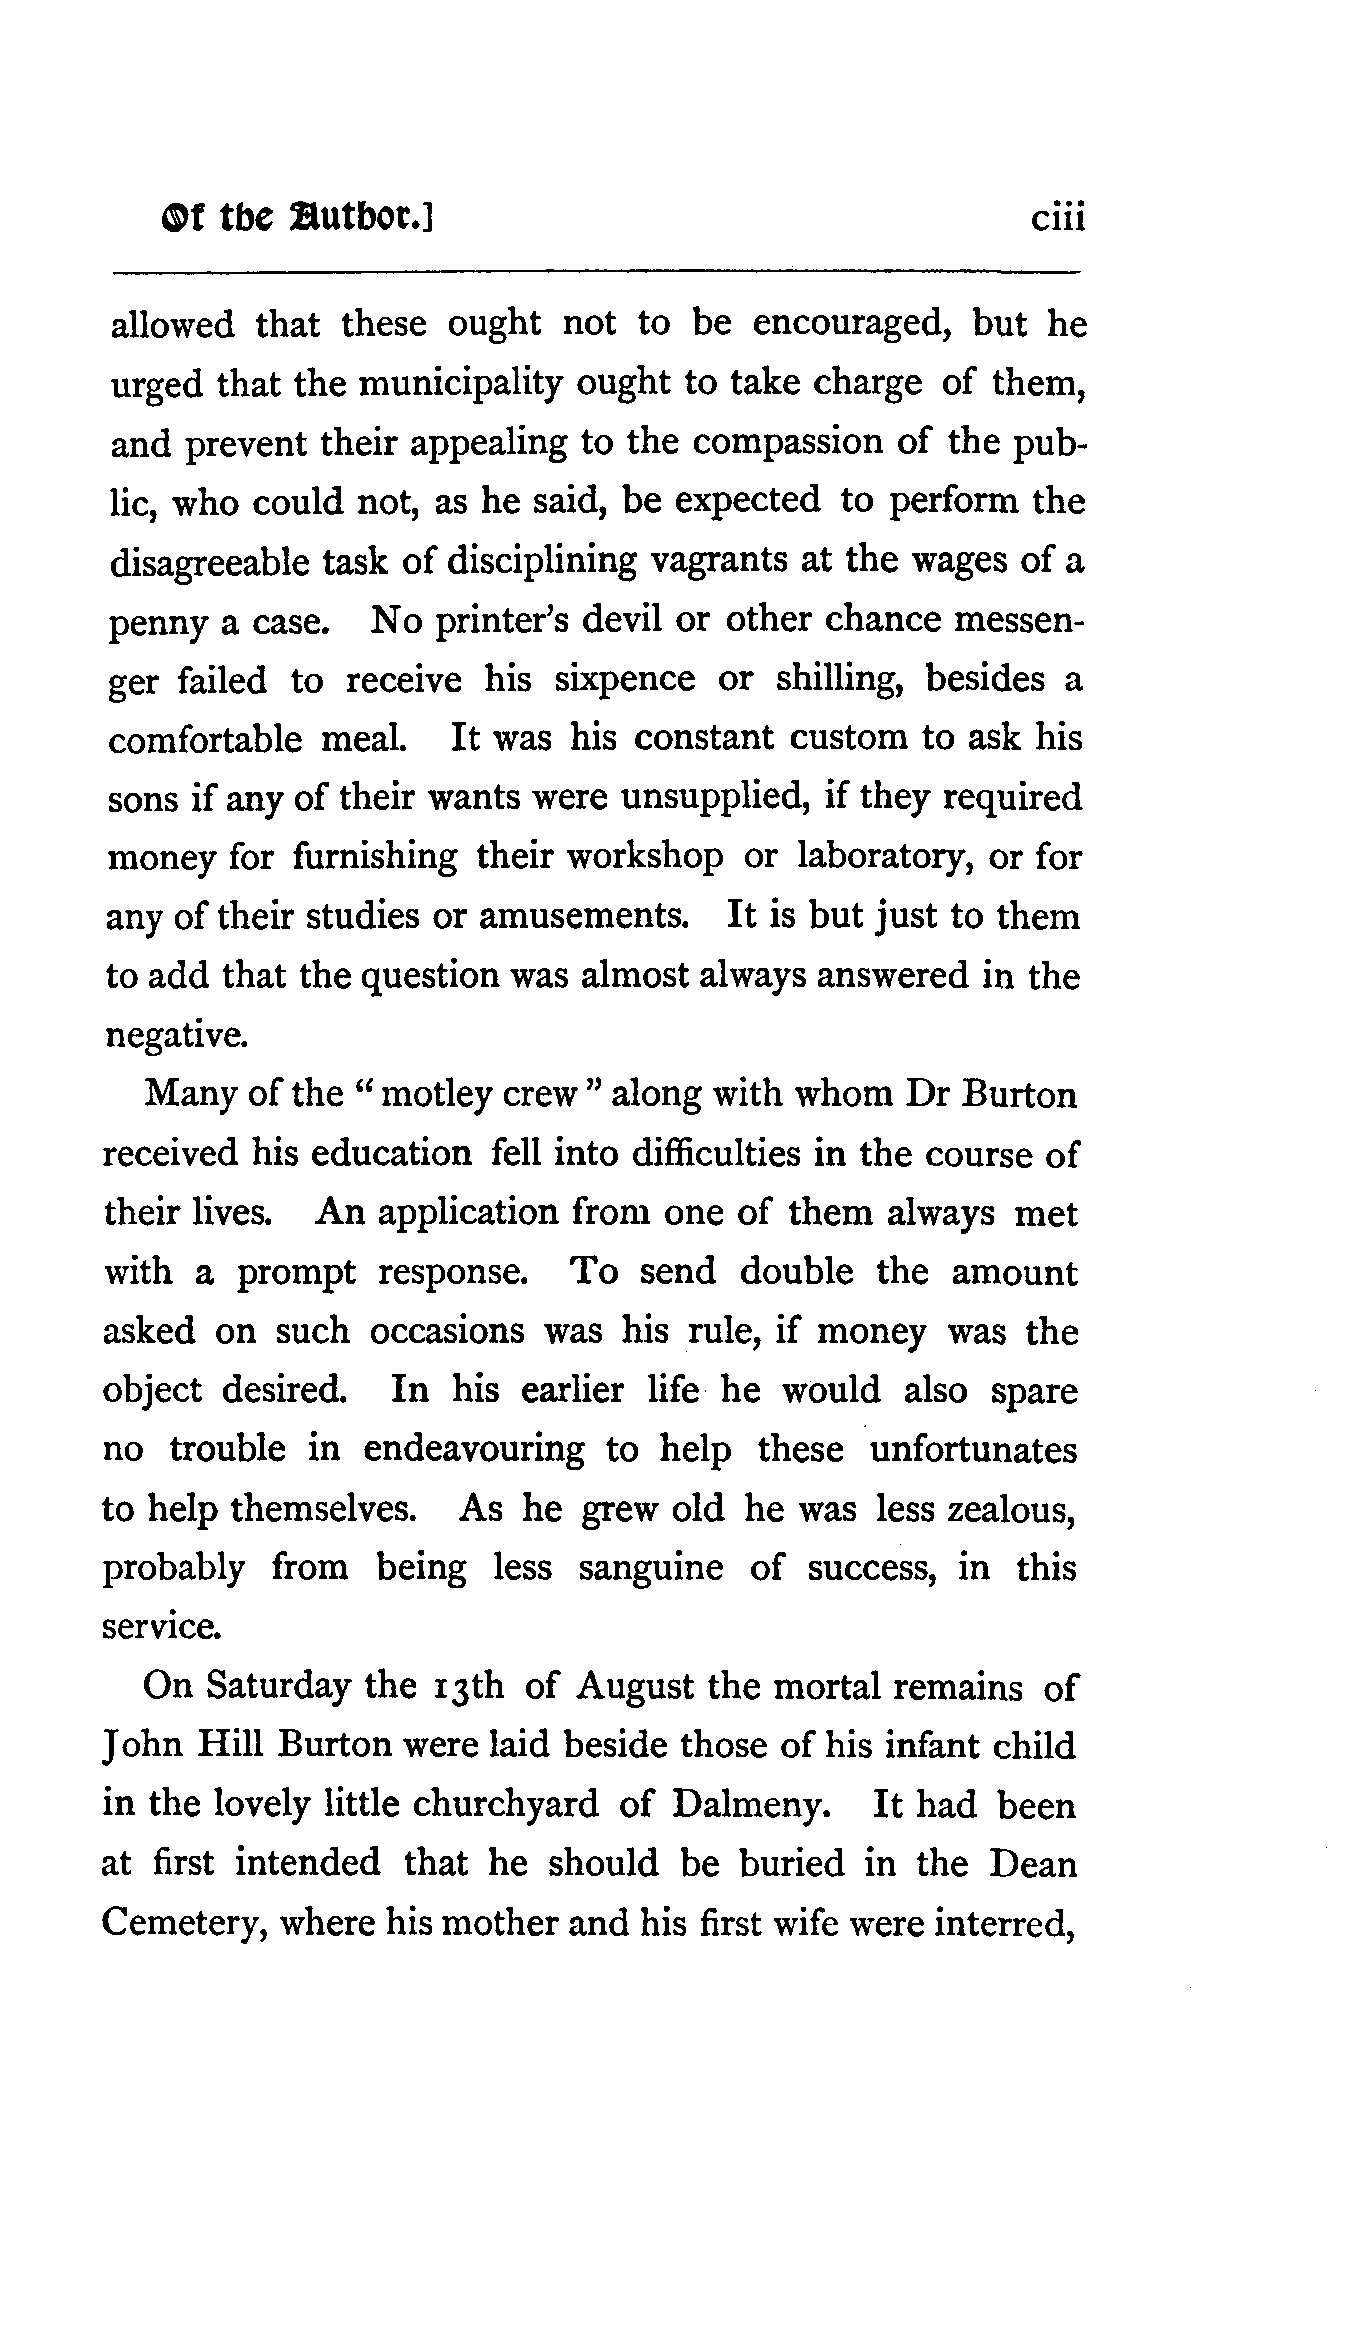 Of the Author.] ciii
allowed that these ought not to be encouraged, but he
urged that the municipality ought to take charge of them,
and prevent their appealing to the compassion of the pub-
lic, who could not, as he said, be expected to perform the
disagreeable task of disciplining vagrants at the wages of a
penny a case. No printer's devil or other chance messen-
ger failed to receive his sixpence or shilling, besides a
comfortable meal. It was his constant custom to ask his
sons if any of their wants were unsupplied, if they required
money for furnishing their workshop or laboratory, or for
any of their studies or amusements. It is but just to them
to add that the question was almost always answered in the
negative.
Many of the " motley crew " along with whom Dr Burton
received his education fell into difficulties in the course of
their lives. An application from one of them always met
with a prompt response. To send double the amount
asked on such occasions was his rule, if money was the
object desired. In his earlier life he would also spare
no trouble in endeavouring to help these unfortunates
to help themselves. As he grew old he was less zealous,
probably from being less sanguine of success, in this
service.
On Saturday the 13th of August the mortal remains of
John Hill Burton were laid beside those of his infant child
in the lovely little churchyard of Dalmeny. It had been
at first intended that he should be buried in the Dean
Cemetery, where his mother and his first wife were interred,